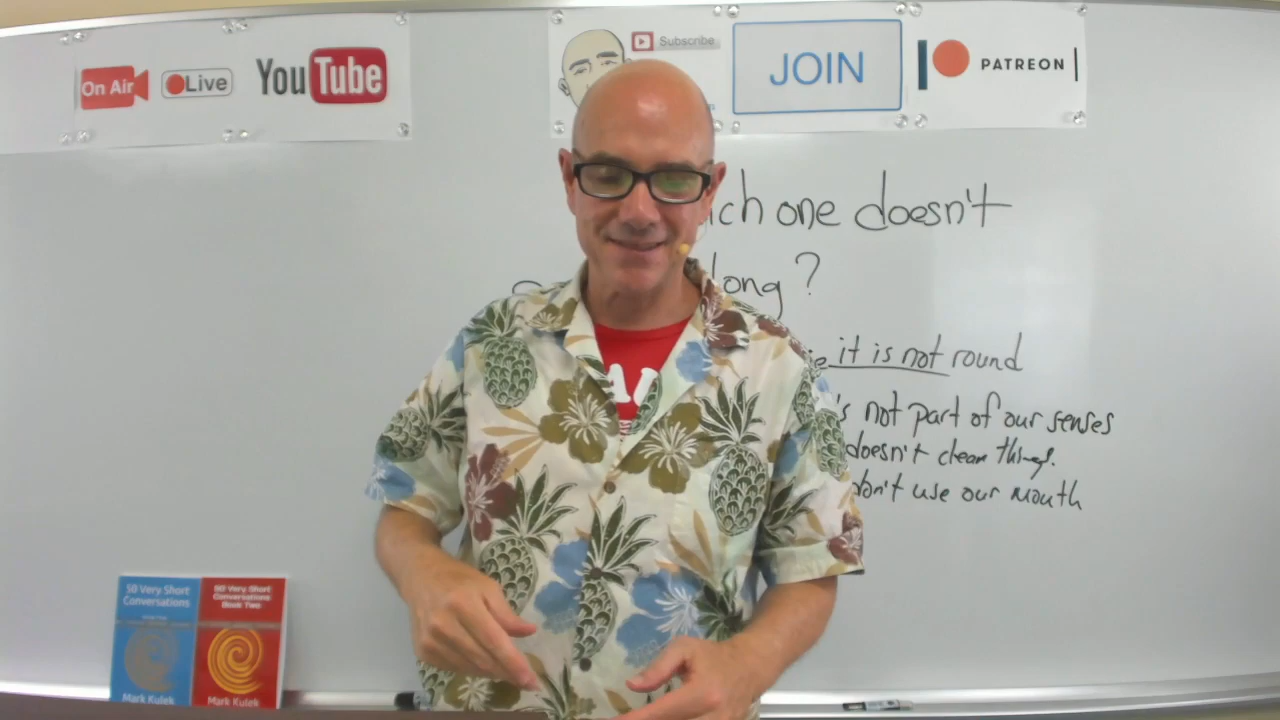 On Air
Live
YouTube
Subscribe
JOIN
PATREON
ich one doesn't
long ?
e it is not round
's not part of our senses
doesn't clean things.
don't use our mouth
50 Very Short
Conversations
Mark Kulek
50 Very Short
Conversations
Book Two
Mark Kulek